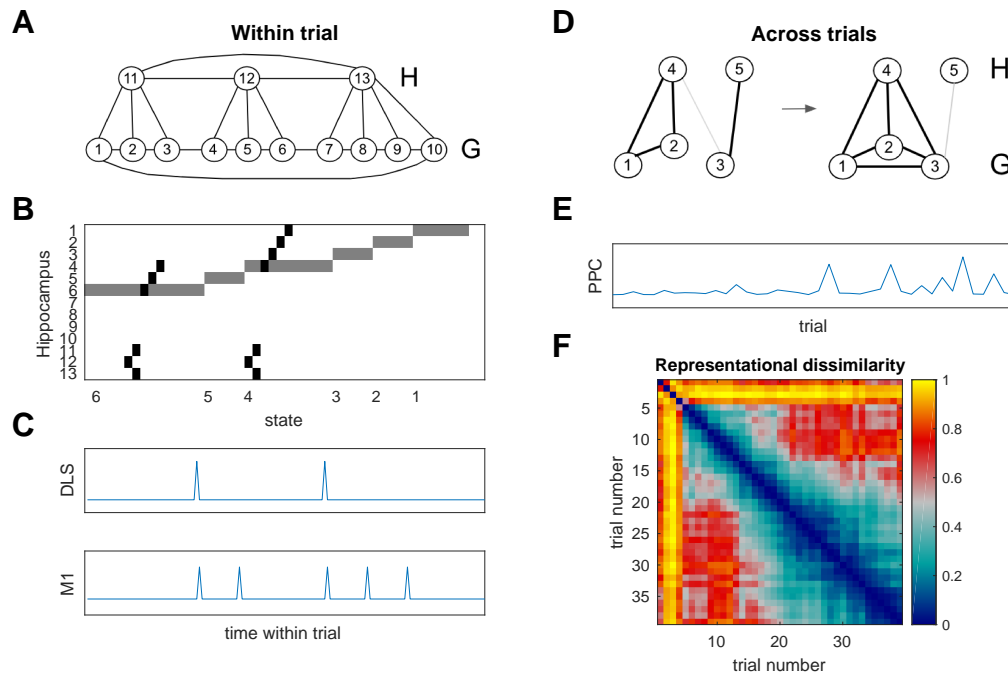 A
Within trial
11 12 13 H
1 2 3 4 5 6 7 8 9 10 G
B
Hippocampus
1
2
3
4
5
6
7
8
9
10
11
12
13
6 5 4 3 2 1
state
C
DLS
M1
time within trial
D
Across trials
4 5 4 5 H
1 2 3 1 2 3 G
E
PPC
trial
F
Representational dissimilarity
trial number
5
10
15
20
25
30
35
10 20 30
trial number
1
0.8
0.6
0.4
0.2
0